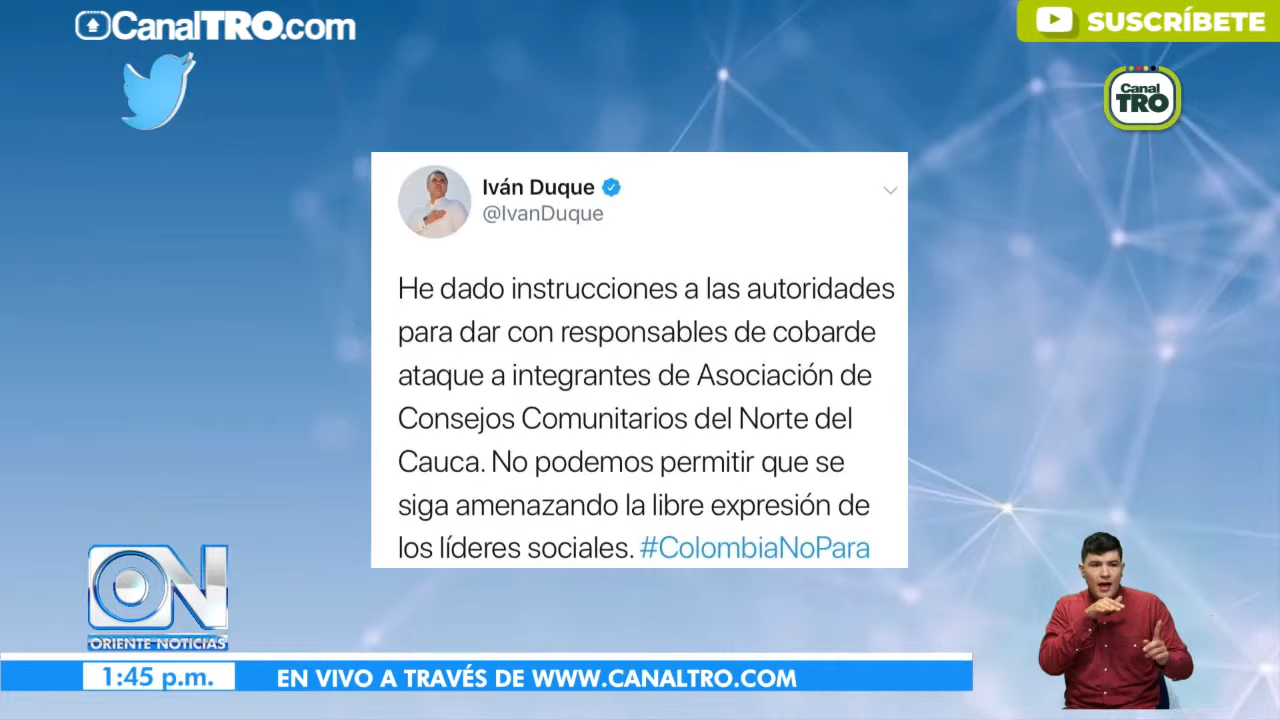 CanalTRO.com
SUSCRÍBETE
Canal
TRO
Iván Duque
@IvanDuque
He dado instrucciones a las autoridades
para dar con responsables de cobarde
ataque a integrantes de Asociación de
Consejos Comunitarios del Norte del
Cauca. No podemos permitir que se
siga amenazando la libre expresión de
los líderes sociales. #ColombiaNoPara
ON
ORIENTE NOTICIAS
1:45 p.m.
EN VIVO A TRAVÉS DE WWW.CANALTRO.COM